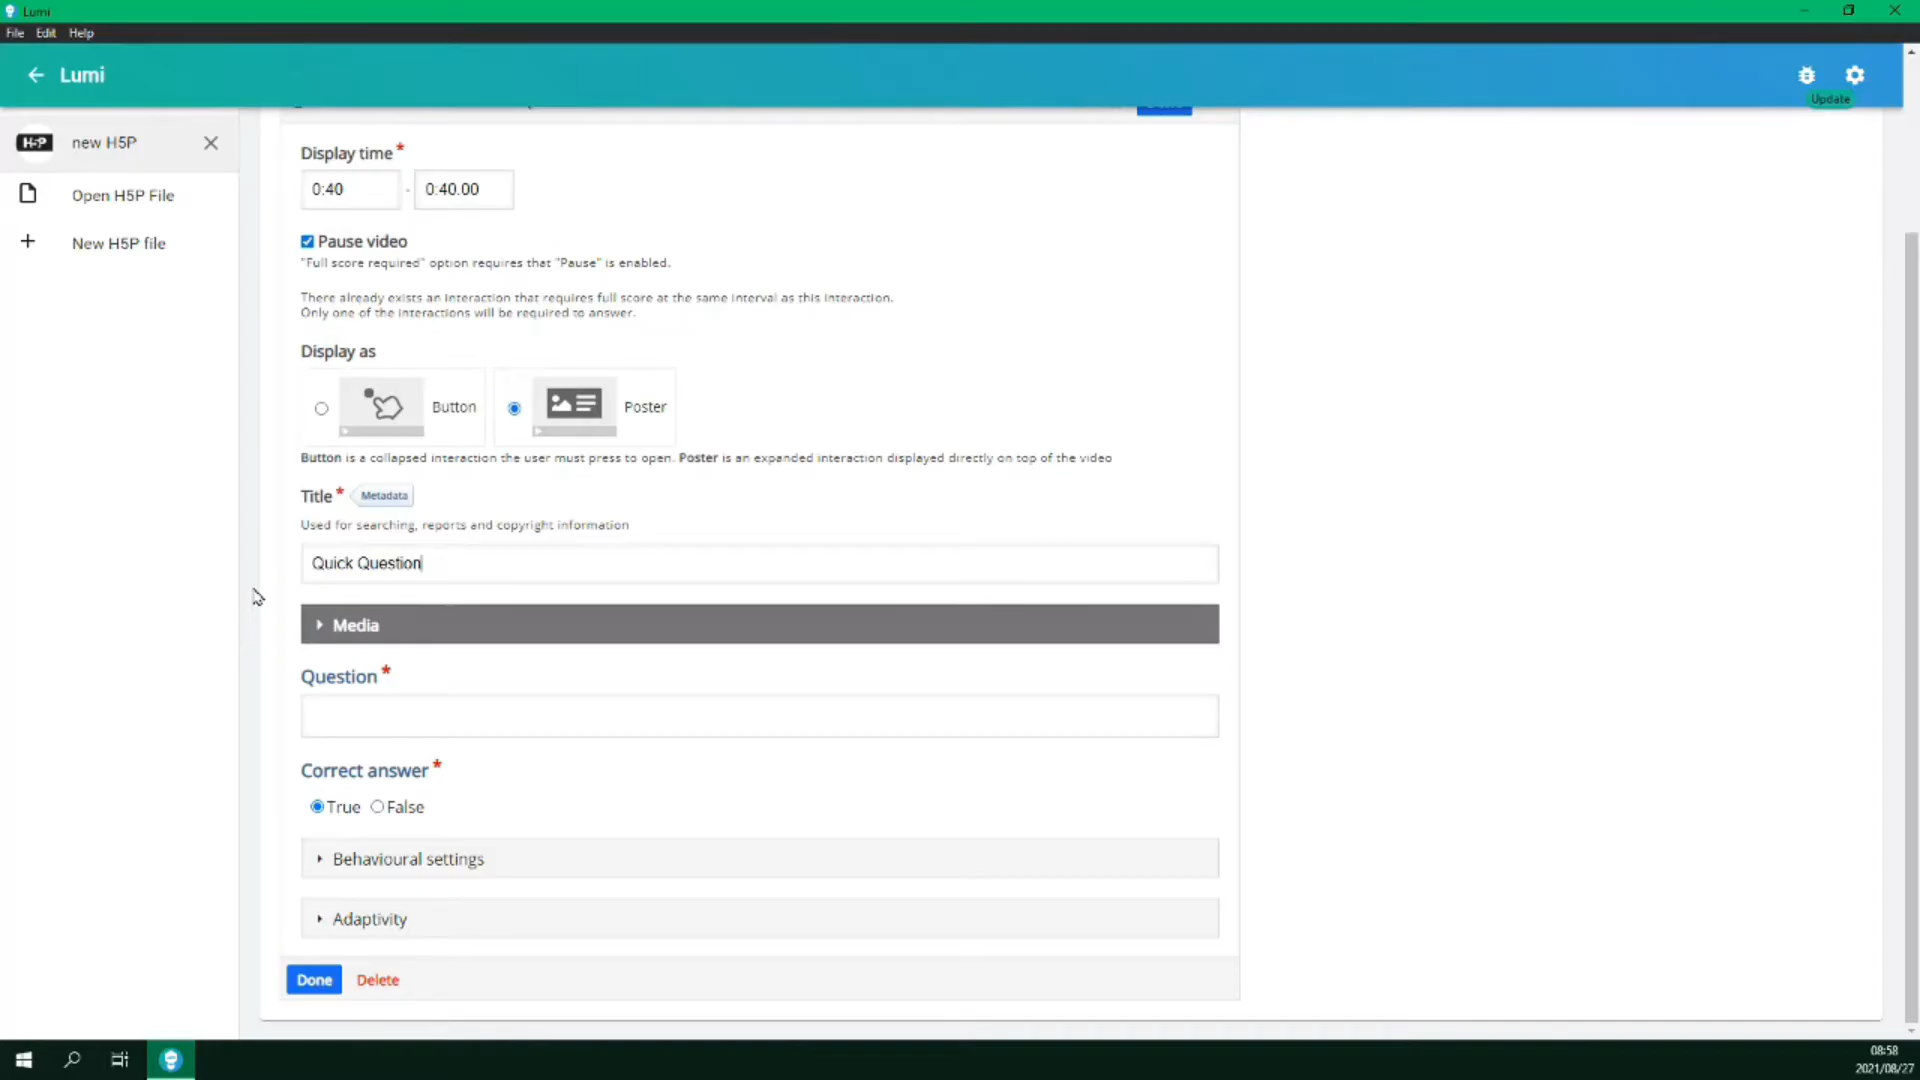 Lumi
File Edit Help
Lumi
Update
H-P new H5P
Open H5P File
New H5P file
Display time *
0:40 - 0:40.00
Pause video
"Full score required" option requires that "Pause" is enabled.
There already exists an interaction that requires full score at the same interval as this interaction.
Only one of the interactions will be required to answer.
Display as
Button Poster
Button is a collapsed interaction the user must press to open. Poster is an expanded interaction displayed directly on top of the video
Title * Metadata
Used for searching, reports and copyright information
Quick Question
Media
Question *
Correct answer *
True False
Behavioural settings
Adaptivity
Done Delete
08:58
2021/08/27